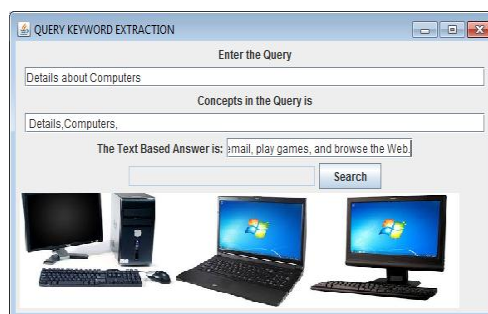 QUERY KEYWORD EXTRACTION
Enter the Query
Details about Computers
Concepts in the Query is
Details,Computers,
The Text Based Answer is: email, play games, and browse the Web.
Search